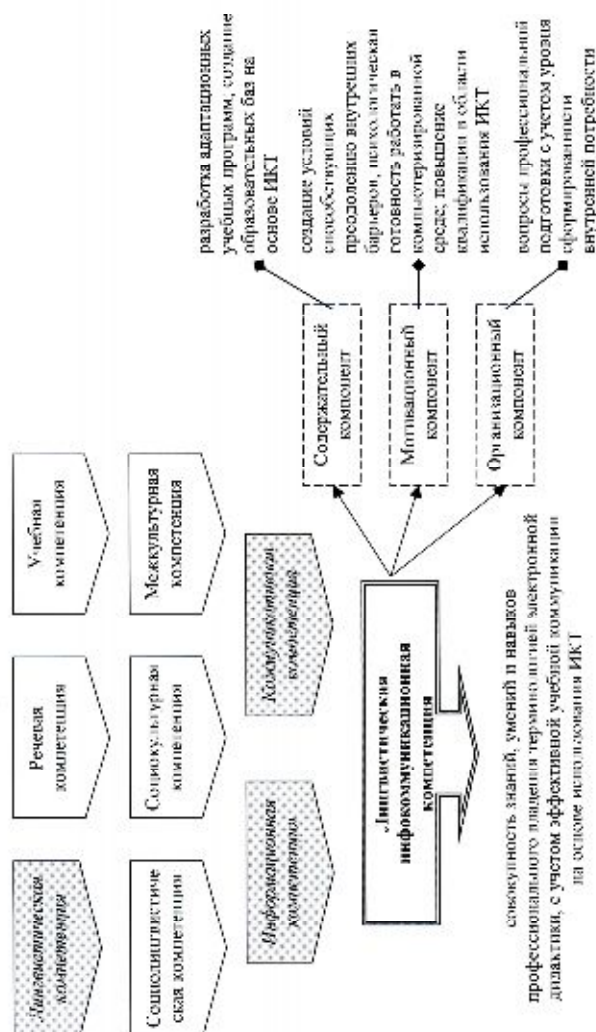 Лингвистическая
компетенция
Речевая
компетенция
Учебная
компетенция
Социолингвистиче
ская компетенция
Социокультурная
компетенция
Межкультурная
компетенция
Информационная
компетенция
Коммуникативная
компетенция
Лингвистическая
инфокоммуникационная
компетенция
совокупность знаний, умений и навыков
профессионального владения терминологией электронной
дидактики, с учетом эффективной учебной коммуникации
на основе использования ИКТ
Содержательный
компонент
разработка адаптационных
учебных программ, создание
образовательных баз на
основе ИКТ
Мотивационный
компонент
создание условий
способствующих
преодолению внутренних
барьеров, психологическая
готовность работать в
компьютеризированной
среде; повышение
квалификации в области
использования ИКТ
Организационный
компонент
вопросы профессиональной
подготовки с учетом уровня
сформированности
внутренней потребности